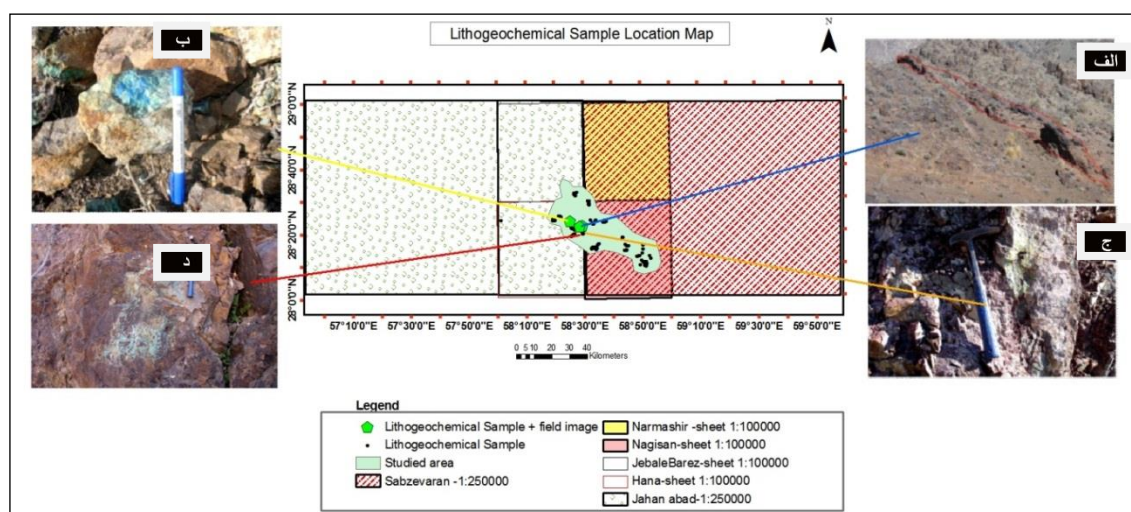 Lithogeochemical Sample Location Map
N
ب
الف
د
ج
29°0'0"N
28°40'0"N
28°20'0"N
28°0'0"N
57°10'0"E 57°30'0"E 57°50'0"E 58°10'0"E 58°30'0"E 58°50'0"E 59°10'0"E 59°30'0"E 59°50'0"E
0 5 10 20 30 40
Kilometers
Legend
Lithogeochemical Sample + field image
Lithogeochemical Sample
Studied area
Sabzevaran -1:250000
Narmashir -sheet 1:100000
Nagisan-sheet 1:100000
JebaleBarez-sheet 1:100000
Hana-sheet 1:100000
Jahan abad-1:250000